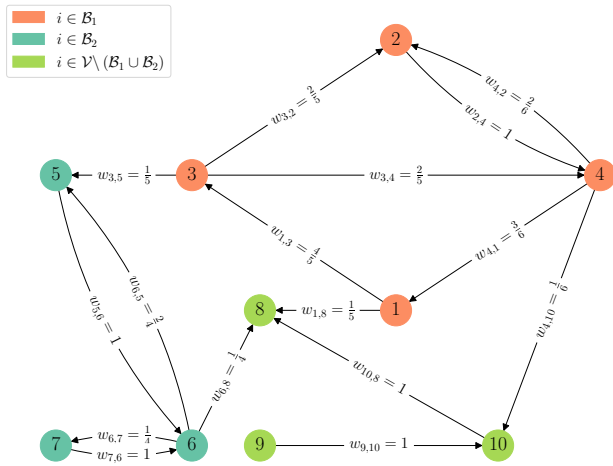 i ∈ B₁
i ∈ B₂
i ∈ V\ (B₁ ∪ B₂)
2
w₄,₂ = 2/6
w₂,₄ = 1
w₃,₂ = 2/5
5
w₃,₅ = 1/5
3
w₃,₄ = 2/5
4
w₁,₃ = 4/5
w₄,₁ = 3/6
w₆,₅ = 2/4
w₅,₆ = 1
8
w₁,₈ = 1/5
1
w₄,₁₀ = 1/6
w₆,₈ = 1/4
w₁₀,₈ = 1
7
w₆.₇ = 1/4
w₇,₆ = 1
6
9
w₉,₁₀ = 1
10